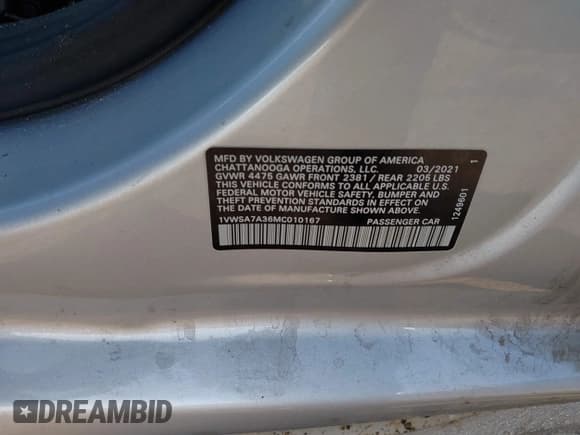 MFD BY VOLKSWAGEN GROUP OF AMERICA
CHATTANOOGA OPERATIONS, LLC. 03/2021
GVWR 4475 GAWR FRONT 2381 / REAR 2205 LBS
THIS VEHICLE CONFORMS TO ALL APPLICABLE U.S.
FEDERAL MOTOR VEHICLE SAFETY, BUMPER AND
THEFT PREVENTION STANDARDS IN EFFECT ON
THE DATE OF MANUFACTURE SHOWN ABOVE.
1VWSA7A36MC010167 PASSENGER CAR
1249601 1
DREAMBID